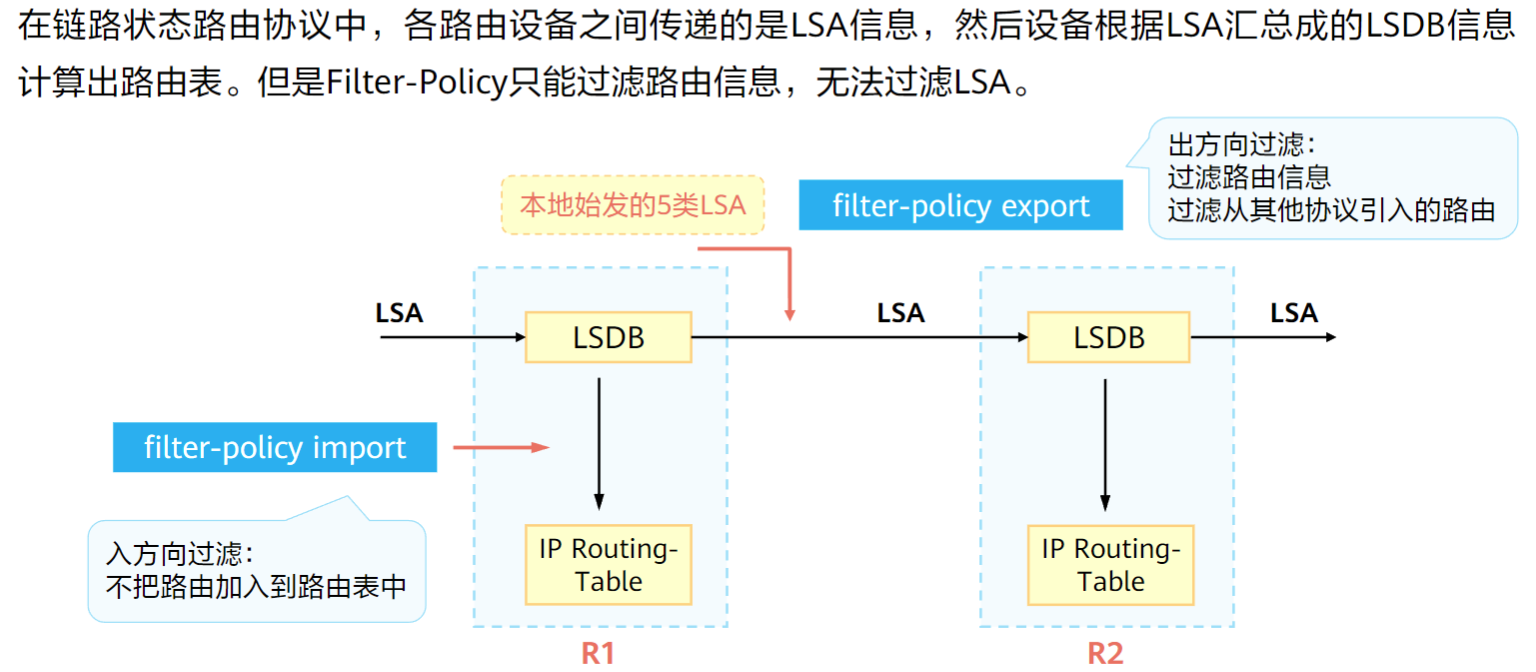 在链路状态路由协议中，各路由设备之间传递的是LSA信息，然后设备根据LSA汇总成的LSDB信息
计算出路由表。但是Filter-Policy只能过滤路由信息，无法过滤LSA。
出方向过滤：
过滤路由信息
过滤从其他协议引入的路由
本地始发的5类LSA
filter-policy export
LSA
LSDB
LSA
LSDB
LSA
filter-policy import
入方向过滤：
不把路由加入到路由表中
IP Routing-
Table
IP Routing-
Table
R1
R2